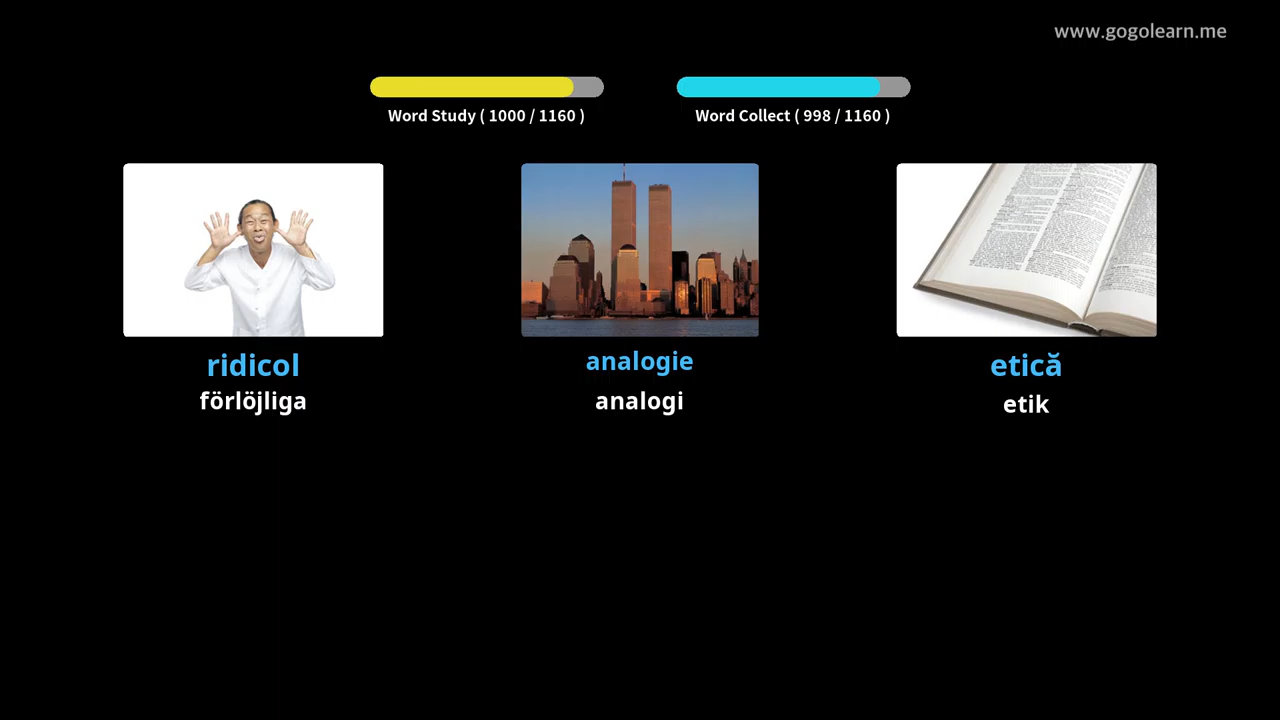 www.gogolearn.me
Word Study ( 1000 / 1160 )
Word Collect ( 998 / 1160 )
ridicol
förlöjliga
analogie
analogi
etică
etik